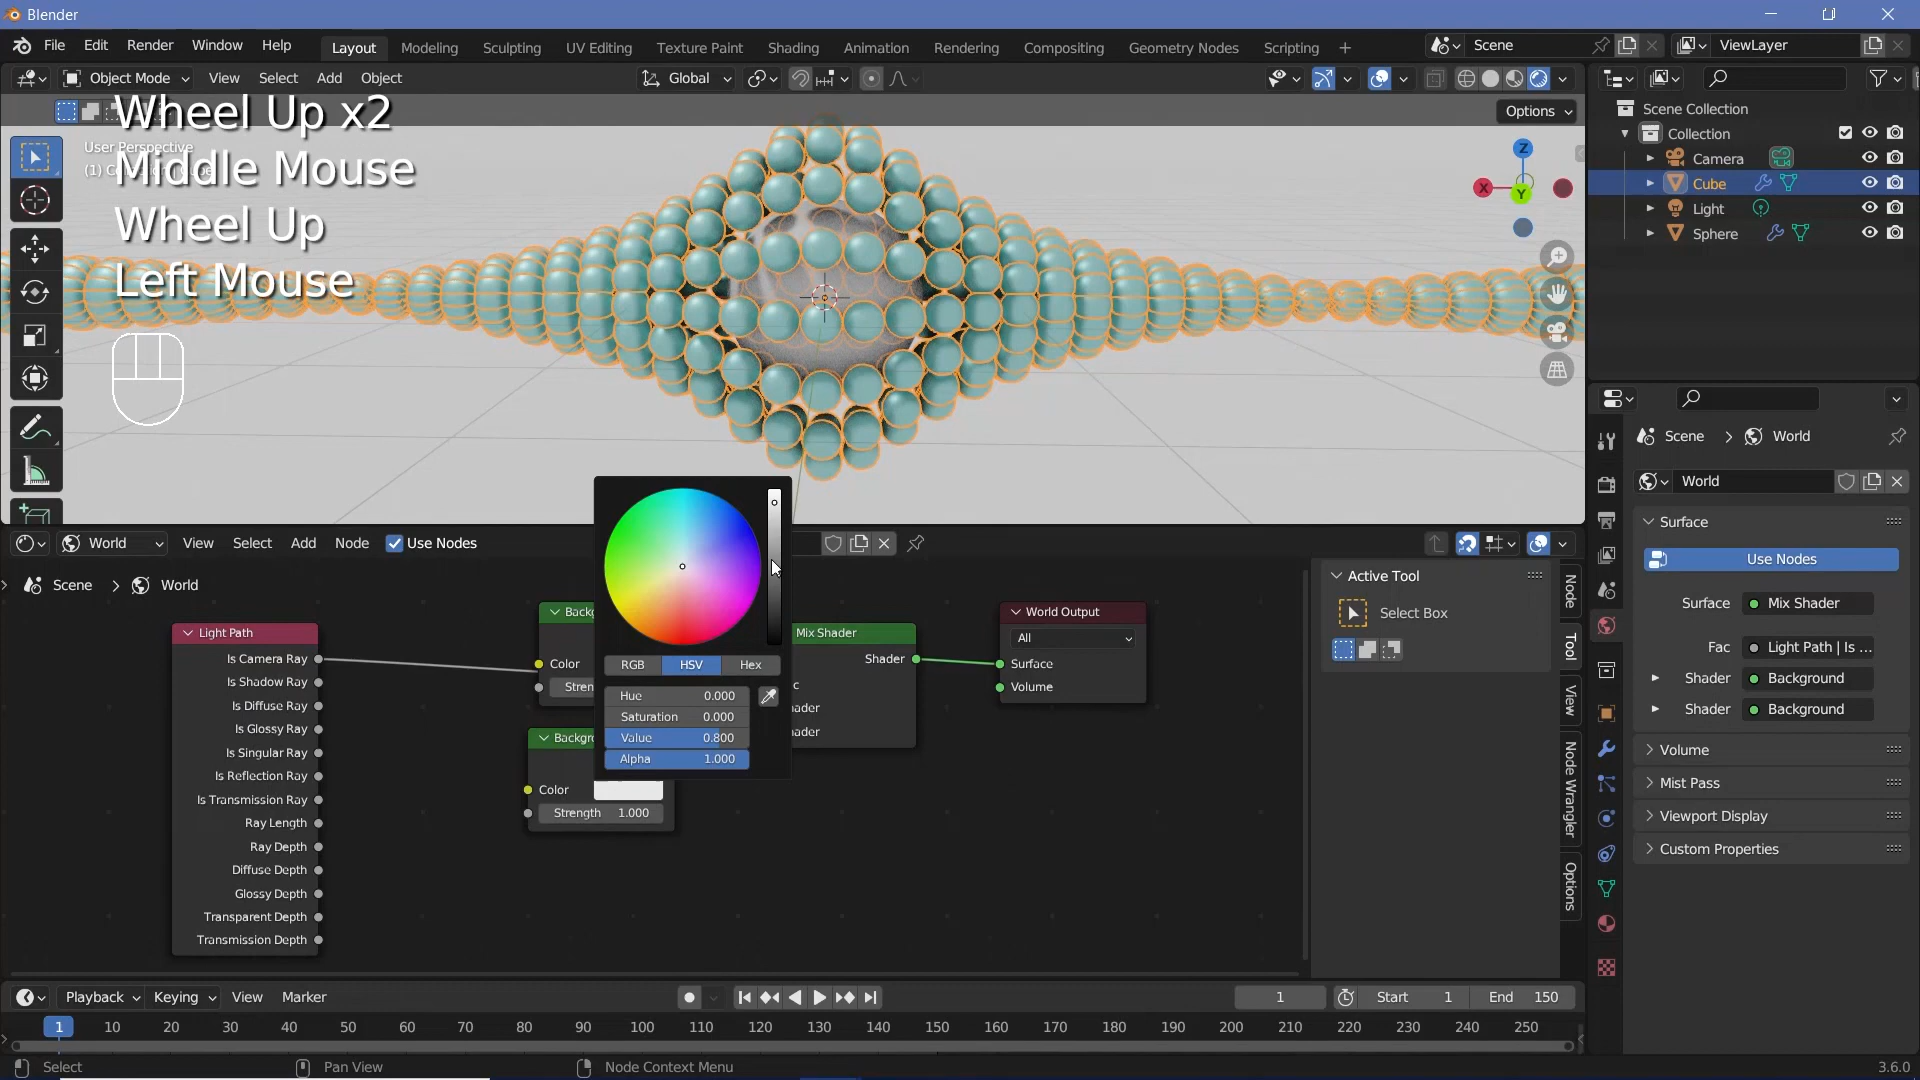 Blender
File Edit Render Window Help
Layout Modeling Sculpting UV Editing Texture Paint Shading Animation Rendering Compositing Geometry Nodes Scripting
Scene
ViewLayer
Object Mode View Select Add Object
Global
Options
Wheel Up x2
Middle Mouse
Wheel Up
Left Mouse
User Perspective
Z
X
Y
Scene Collection
Collection
Camera
Cube
Light
Sphere
World View Select Add Node Use Nodes
Scene > World
Light Path
Is Camera Ray
Is Shadow Ray
Is Diffuse Ray
Is Glossy Ray
Is Singular Ray
Is Reflection Ray
Is Transmission Ray
Ray Length
Ray Depth
Diffuse Depth
Glossy Depth
Transparent Depth
Transmission Depth
Backg
Color
Stren
Backgro
Color
Strength 1.000
RGB HSV Hex
Hue 0.000
Saturation 0.000
Value 0.800
Alpha 1.000
Mix Shader
Shader
c
ader
ader
World Output
All
Surface
Volume
Active Tool
Select Box
Node
Tool
View
Node Wrangler
Options
Scene > World
World
Surface
Use Nodes
Surface Mix Shader
Fac Light Path | Is ...
Shader Background
Shader Background
Volume
Mist Pass
Viewport Display
Custom Properties
Playback Keying View Marker
1 Start 1 End 150
1 10 20 30 40 50 60 70 80 90 100 110 120 130 140 150 160 170 180 190 200 210 220 230 240 250
Select Pan View Node Context Menu 3.6.0